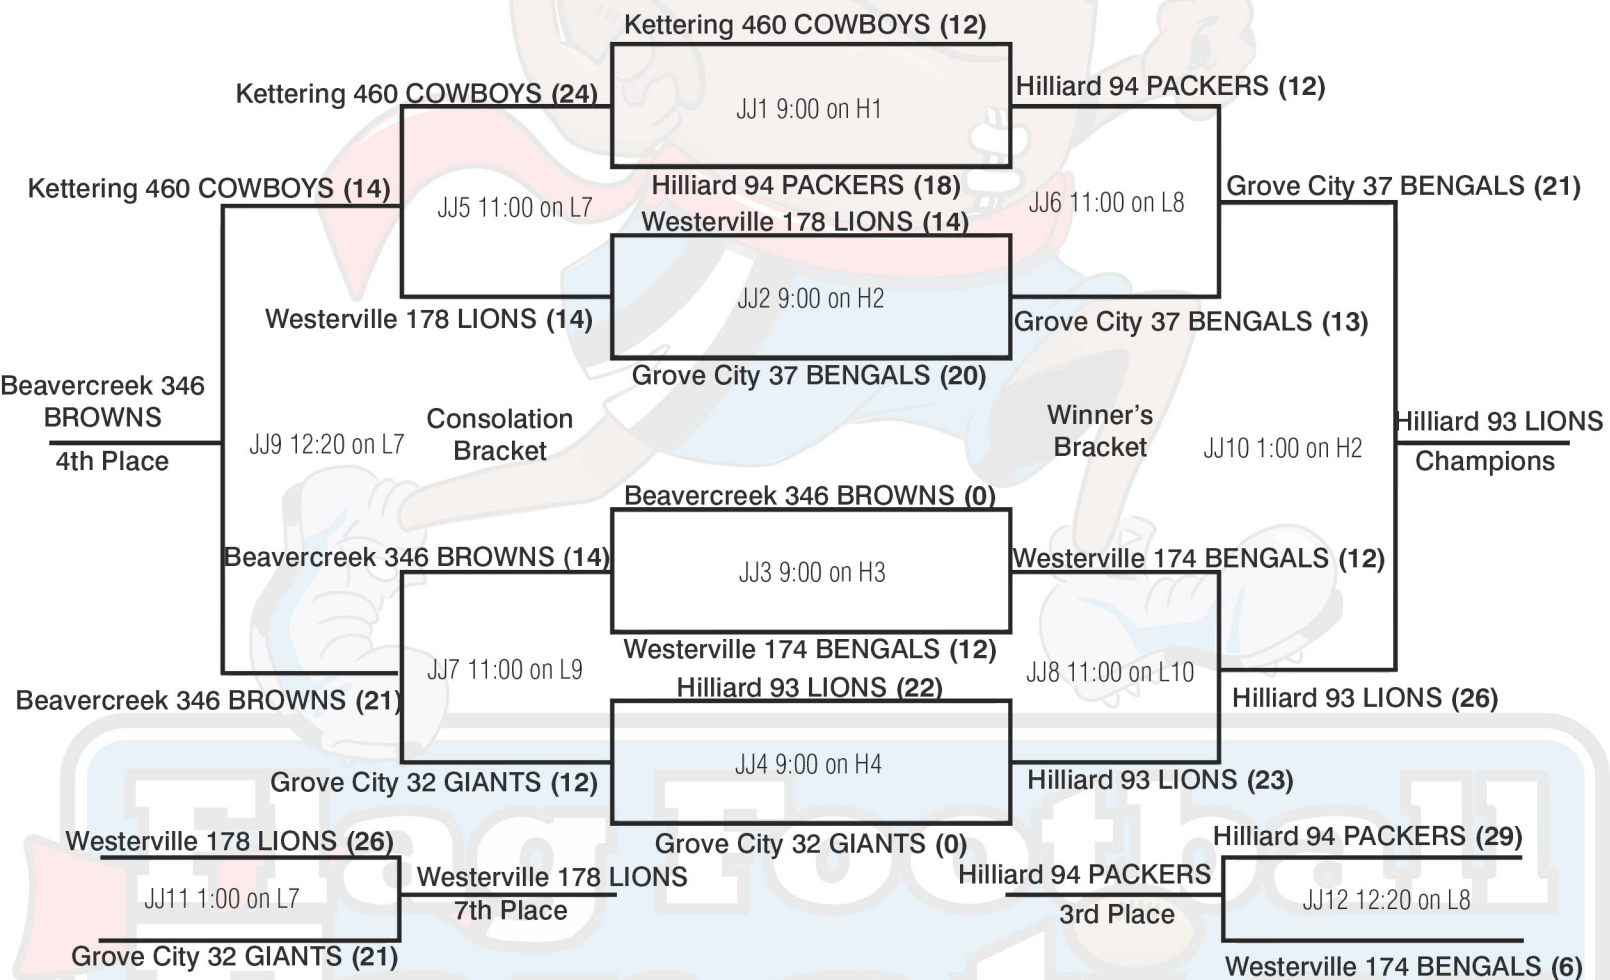 Kettering 460 COWBOYS (12)
Kettering 460 COWBOYS (24)
JJ1 9:00 on H1
Hilliard 94 PACKERS (12)
Kettering 460 COWBOYS (14)
JJ5 11:00 on L7
Hilliard 94 PACKERS (18)
Westerville 178 LIONS (14)
JJ6 11:00 on L8
Grove City 37 BENGALS (21)
JJ2 9:00 on H2
Westerville 178 LIONS (14)
Grove City 37 BENGALS (13)
Grove City 37 BENGALS (20)
Beavercreek 346
BROWNS
4th Place
JJ9 12:20 on L7
Consolation
Bracket
Winner's
Bracket
JJ10 1:00 on H2
Hilliard 93 LIONS
Champions
Beavercreek 346 BROWNS (0)
Beavercreek 346 BROWNS (14)
JJ3 9:00 on H3
Westerville 174 BENGALS (12)
Westerville 174 BENGALS (12)
JJ7 11:00 on L9
Hilliard 93 LIONS (22)
JJ8 11:00 on L10
Beavercreek 346 BROWNS (21)
Hilliard 93 LIONS (26)
JJ4 9:00 on H4
Grove City 32 GIANTS (12)
Hilliard 93 LIONS (23)
Grove City 32 GIANTS (0)
Westerville 178 LIONS (26)
JJ11 1:00 on L7
Westerville 178 LIONS
7th Place
Grove City 32 GIANTS (21)
Hilliard 94 PACKERS (29)
Hilliard 94 PACKERS
3rd Place
JJ12 12:20 on L8
Westerville 174 BENGALS (6)
Flag Football